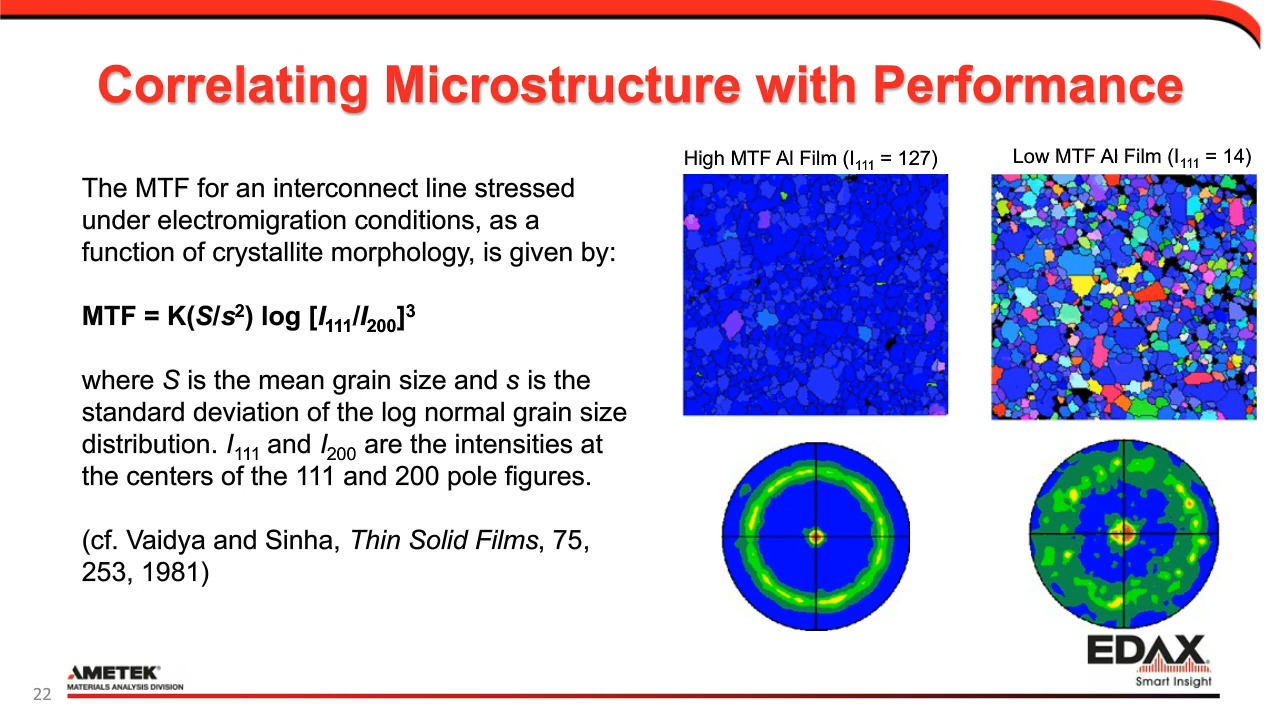 Correlating Microstructure with Performance
The MTF for an interconnect line stressed
under electromigration conditions, as a
function of crystallite morphology, is given by:
MTF = K(S/s²) log [I₁₁₁/I₂₀₀]³
where S is the mean grain size and s is the
standard deviation of the log normal grain size
distribution. I₁₁₁ and I₂₀₀ are the intensities at
the centers of the 111 and 200 pole figures.
(cf. Vaidya and Sinha, Thin Solid Films, 75,
253, 1981)
High MTF Al Film (I₁₁₁ = 127)
Low MTF Al Film (I₁₁₁ = 14)
22
AMETEK®
MATERIALS ANALYSIS DIVISION
EDAX
Smart Insight